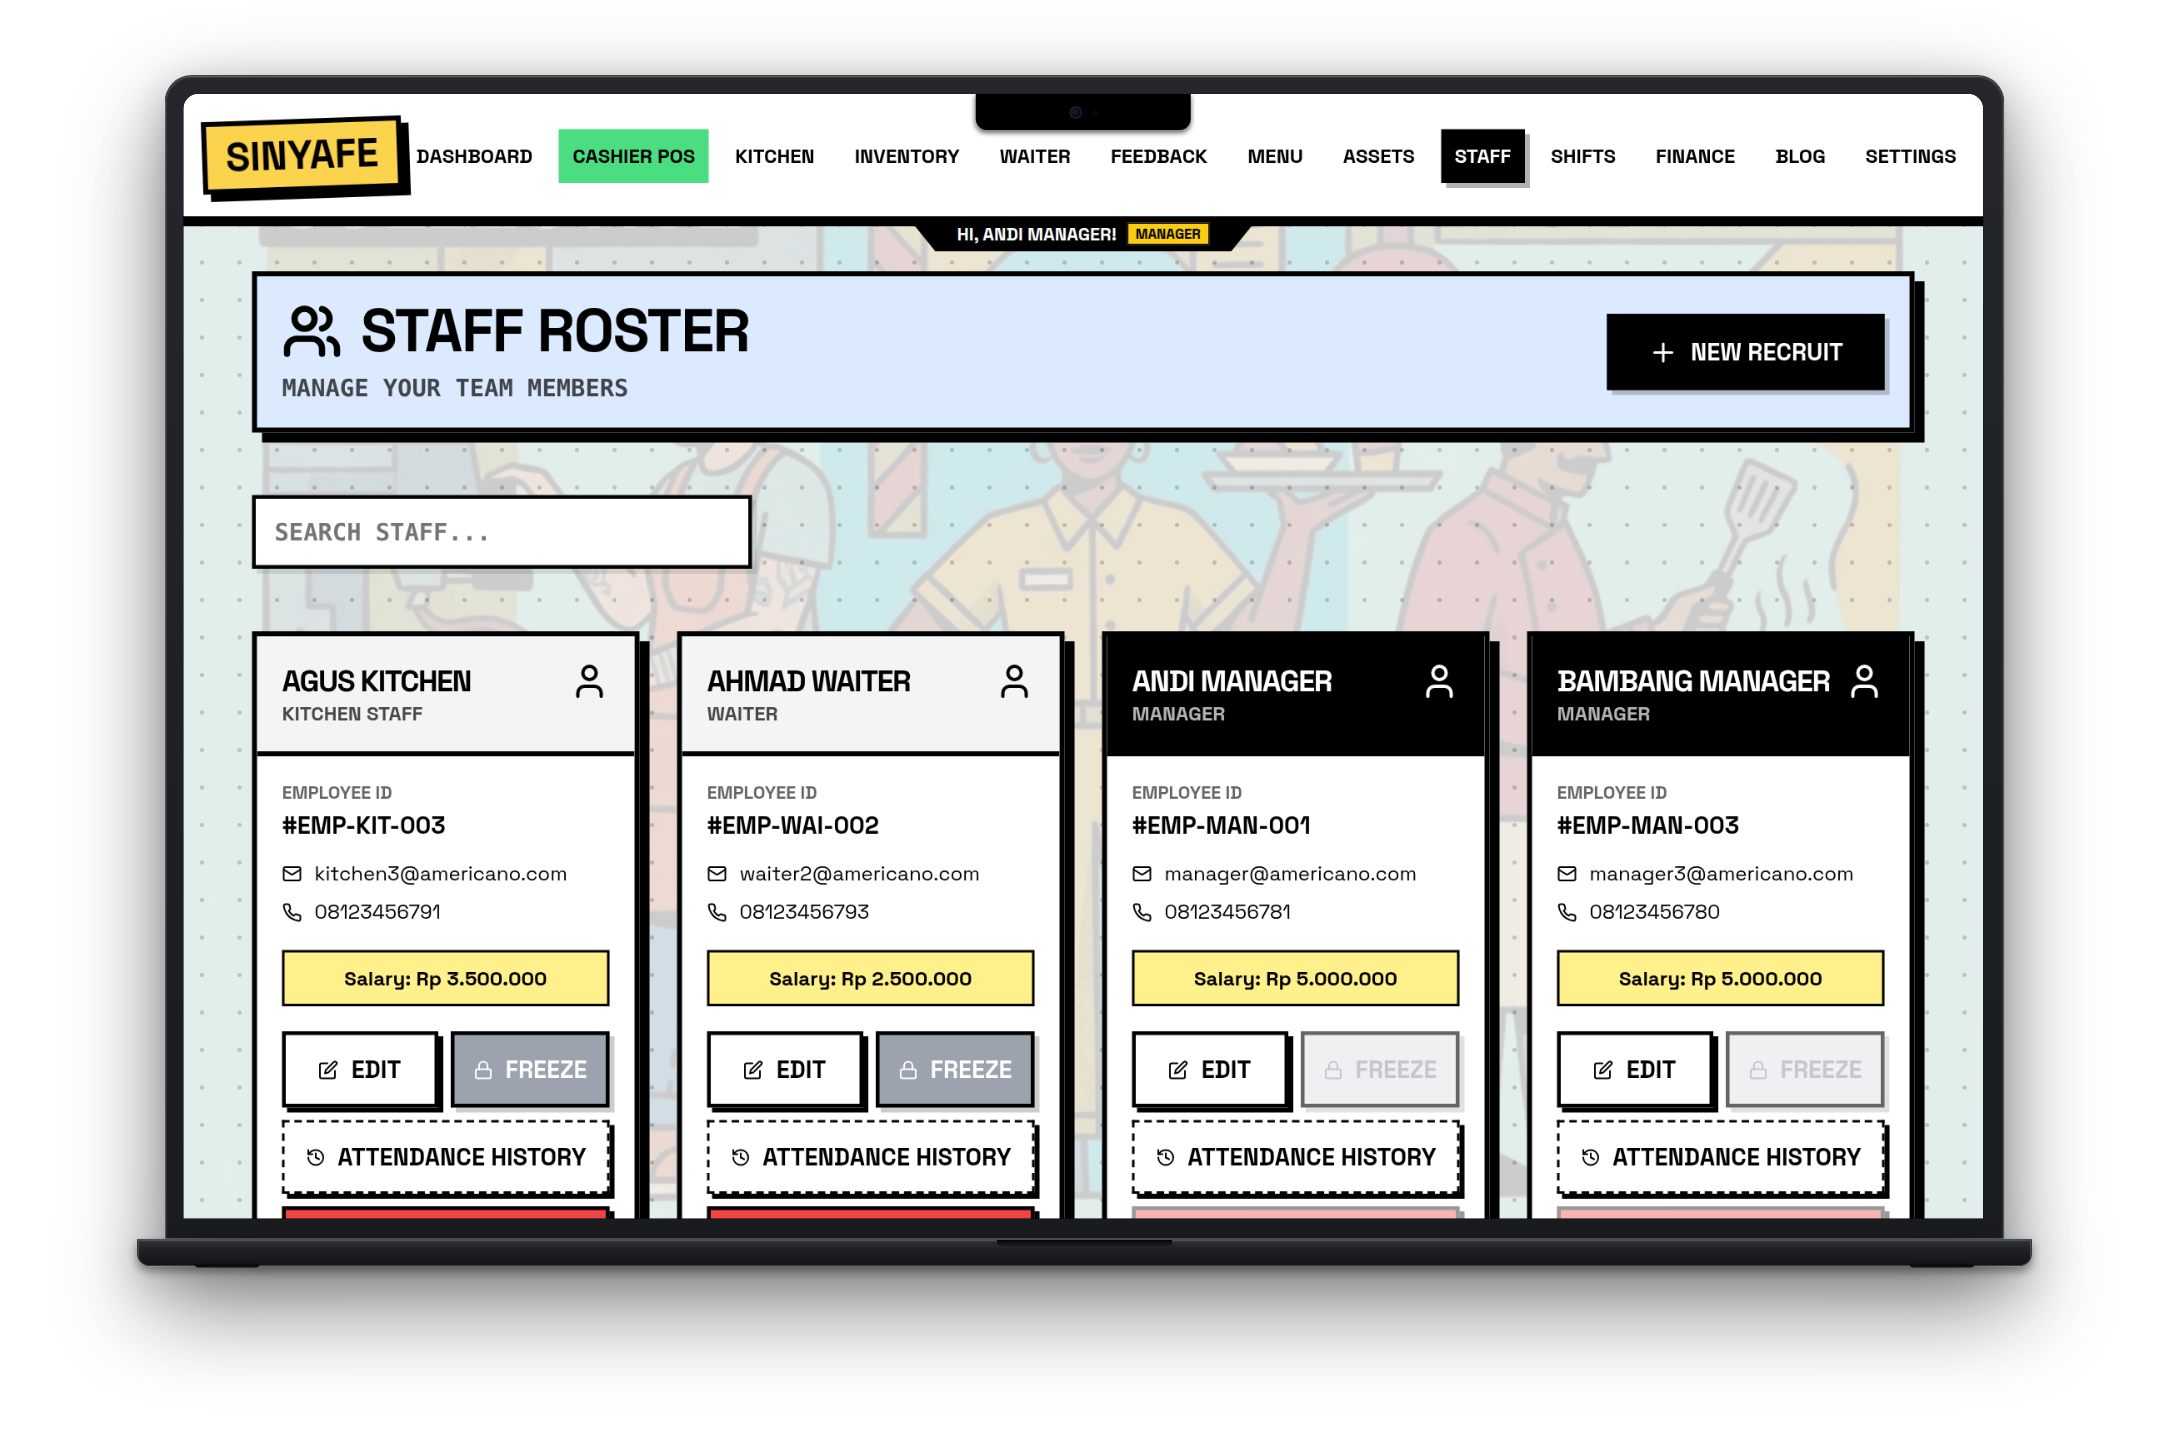 SINYAFE
DASHBOARD CASHIER POS KITCHEN INVENTORY WAITER FEEDBACK MENU ASSETS STAFF SHIFTS FINANCE BLOG SETTINGS
HI, ANDI MANAGER! MANAGER
STAFF ROSTER
MANAGE YOUR TEAM MEMBERS
+ NEW RECRUIT
SEARCH STAFF...
AGUS KITCHEN
KITCHEN STAFF
EMPLOYEE ID
#EMP-KIT-003
kitchen3@americano.com
08123456791
Salary: Rp 3.500.000
EDIT FREEZE
ATTENDANCE HISTORY
AHMAD WAITER
WAITER
EMPLOYEE ID
#EMP-WAI-002
waiter2@americano.com
08123456793
Salary: Rp 2.500.000
EDIT FREEZE
ATTENDANCE HISTORY
ANDI MANAGER
MANAGER
EMPLOYEE ID
#EMP-MAN-001
manager@americano.com
08123456781
Salary: Rp 5.000.000
EDIT FREEZE
ATTENDANCE HISTORY
BAMBANG MANAGER
MANAGER
EMPLOYEE ID
#EMP-MAN-003
manager3@americano.com
08123456780
Salary: Rp 5.000.000
EDIT FREEZE
ATTENDANCE HISTORY